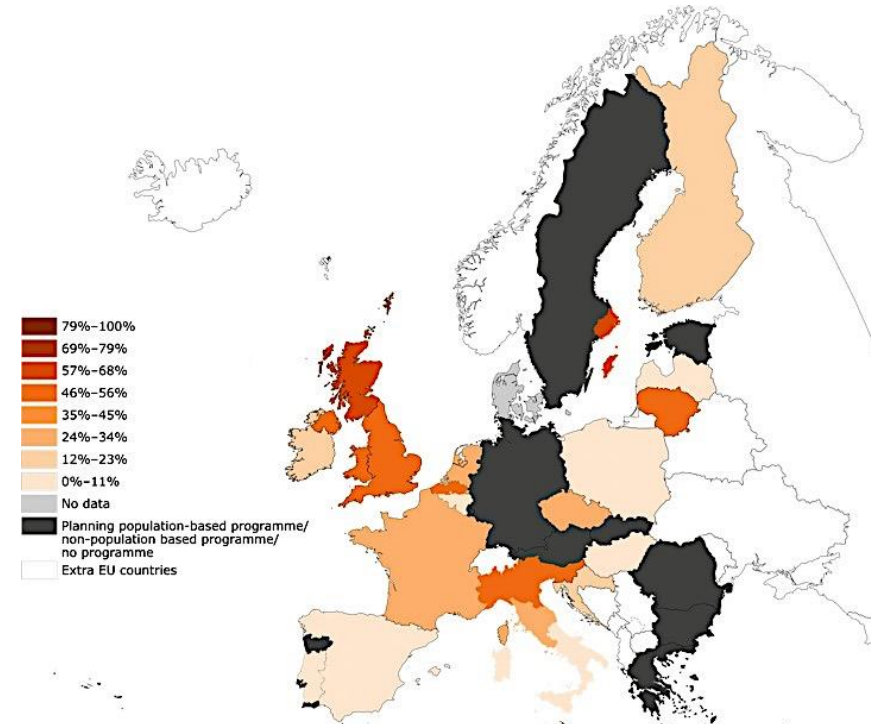 79%–100%
69%–79%
57%–68%
46%–56%
35%–45%
24%–34%
12%–23%
0%–11%
No data
Planning population-based programme/
non-population based programme/
no programme
Extra EU countries